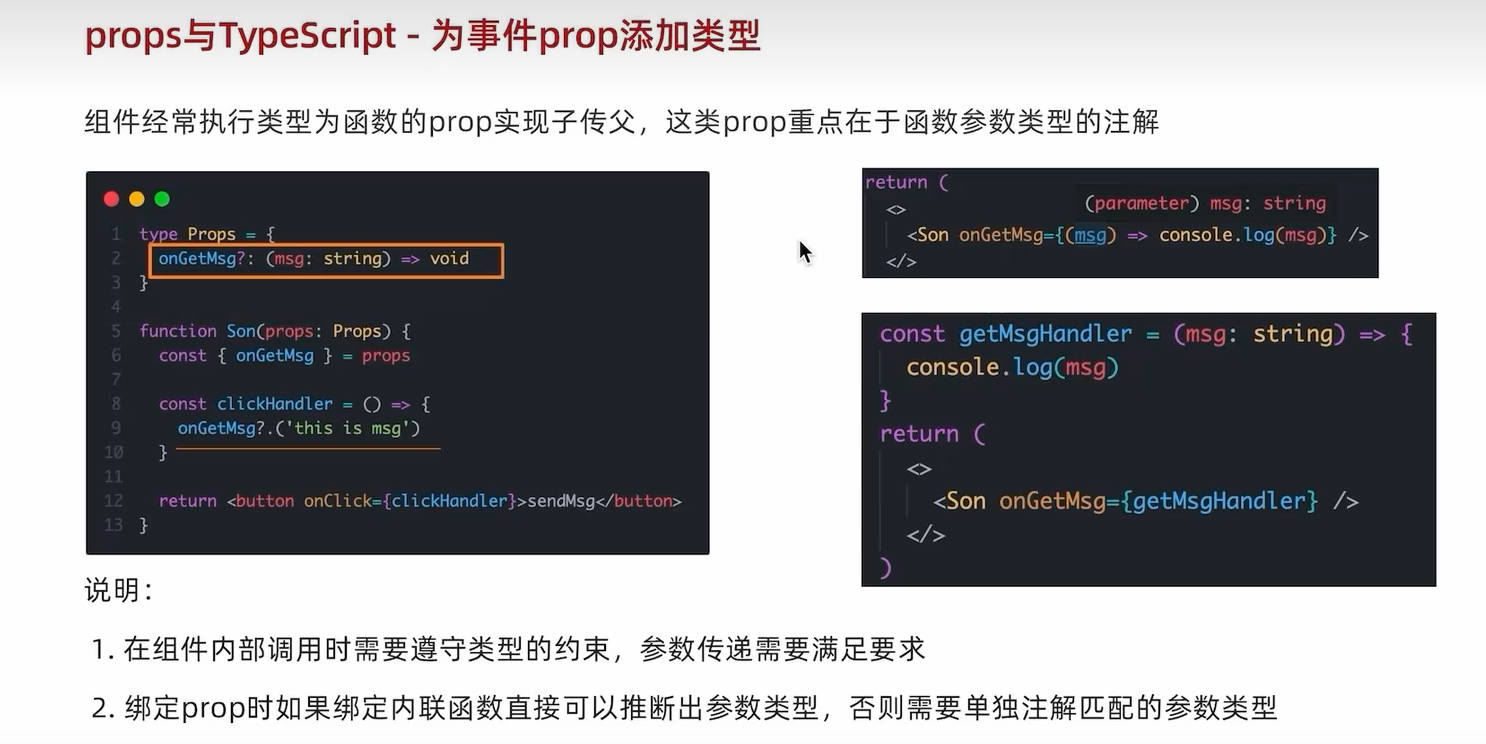 props与TypeScript - 为事件prop添加类型
组件经常执行类型为函数的prop实现子传父，这类prop重点在于函数参数类型的注解
1 type Props = {
2 onGetMsg?: (msg: string) => void
3 }
4
5 function Son(props: Props) {
6 const { onGetMsg } = props
7
8 const clickHandler = () => {
9 onGetMsg?.('this is msg')
10 }
11
12 return <button onClick={clickHandler}>sendMsg</button>
13 }
return (
<>
(parameter) msg: string
<Son onGetMsg={(msg) => console.log(msg)} />
</>
const getMsgHandler = (msg: string) => {
console.log(msg)
}
return (
<>
<Son onGetMsg={getMsgHandler} />
</>
)
说明：
1. 在组件内部调用时需要遵守类型的约束，参数传递需要满足要求
2. 绑定prop时如果绑定内联函数直接可以推断出参数类型，否则需要单独注解匹配的参数类型